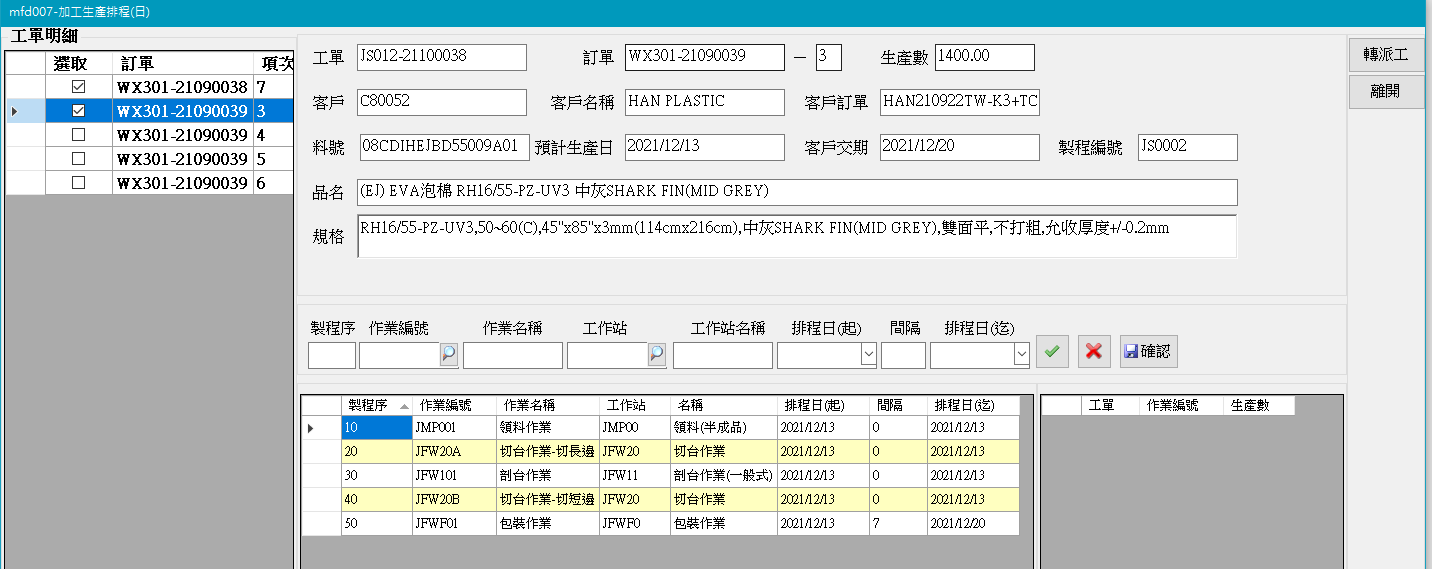 mfd007-加工生產排程(日)
工單明細
選取 訂單 項次
WX301-21090038 7
WX301-21090039 3
WX301-21090039 4
WX301-21090039 5
WX301-21090039 6
工單 JS012-21100038 訂單 WX301-21090039 － 3 生產數 1400.00
客戶 C80052 客戶名稱 HAN PLASTIC 客戶訂單 HAN210922TW-K3+TC
料號 08CDIHEJBD55009A01 預計生產日 2021/12/13 客戶交期 2021/12/20 製程編號 JS0002
品名 (EJ) EVA泡棉 RH16/55-PZ-UV3 中灰SHARK FIN(MID GREY)
規格 RH16/55-PZ-UV3,50~60(C),45"x85"x3mm(114cmx216cm),中灰SHARK FIN(MID GREY),雙面平,不打粗,允收厚度+/-0.2mm
轉派工
離開
製程序 作業編號 作業名稱 工作站 工作站名稱 排程日(起) 間隔 排程日(迄)
確認
製程序 作業編號 作業名稱 工作站 名稱 排程日(起) 間隔 排程日(迄)
10 JMP001 領料作業 JMP00 領料(半成品) 2021/12/13 0 2021/12/13
20 JFW20A 切台作業-切長邊 JFW20 切台作業 2021/12/13 0 2021/12/13
30 JFW101 剖台作業 JFW11 剖台作業(一般式) 2021/12/13 0 2021/12/13
40 JFW20B 切台作業-切短邊 JFW20 切台作業 2021/12/13 0 2021/12/13
50 JFWF01 包裝作業 JFWF0 包裝作業 2021/12/13 7 2021/12/20
工單 作業編號 生產數